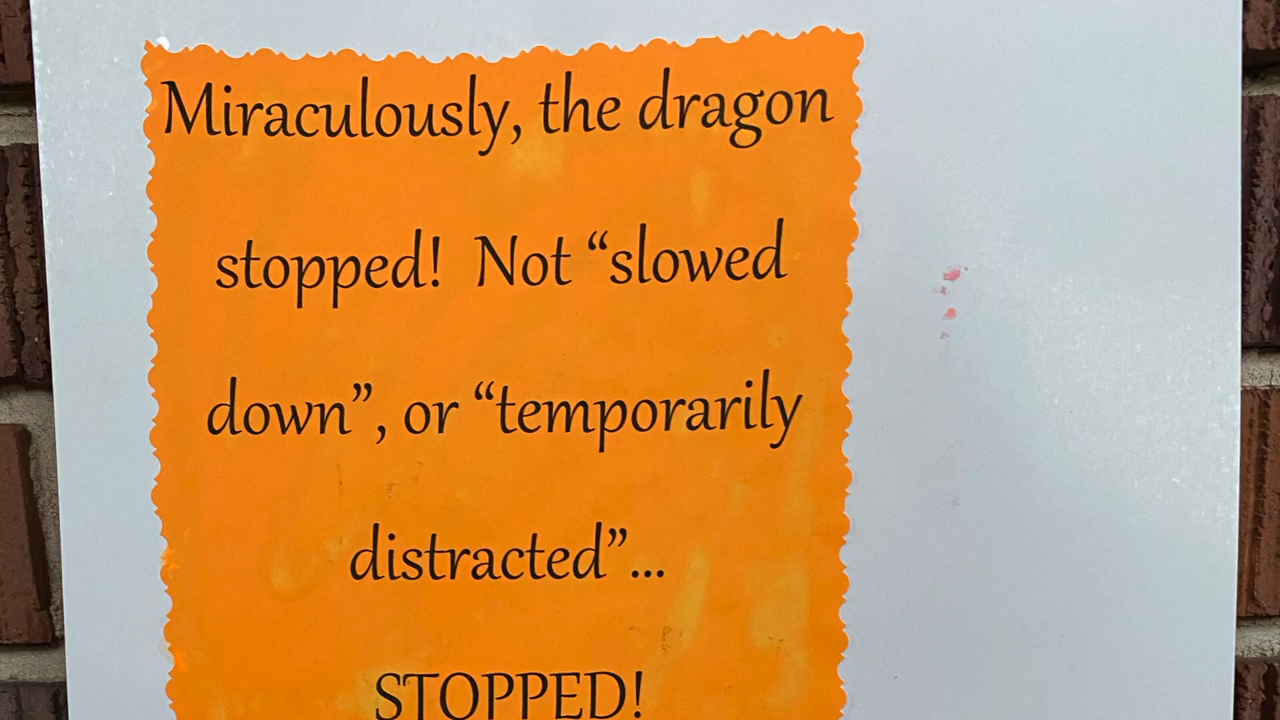 Miraculously, the dragon
stopped!  Not “slowed
down”, or “temporarily
distracted”...
STOPPED!